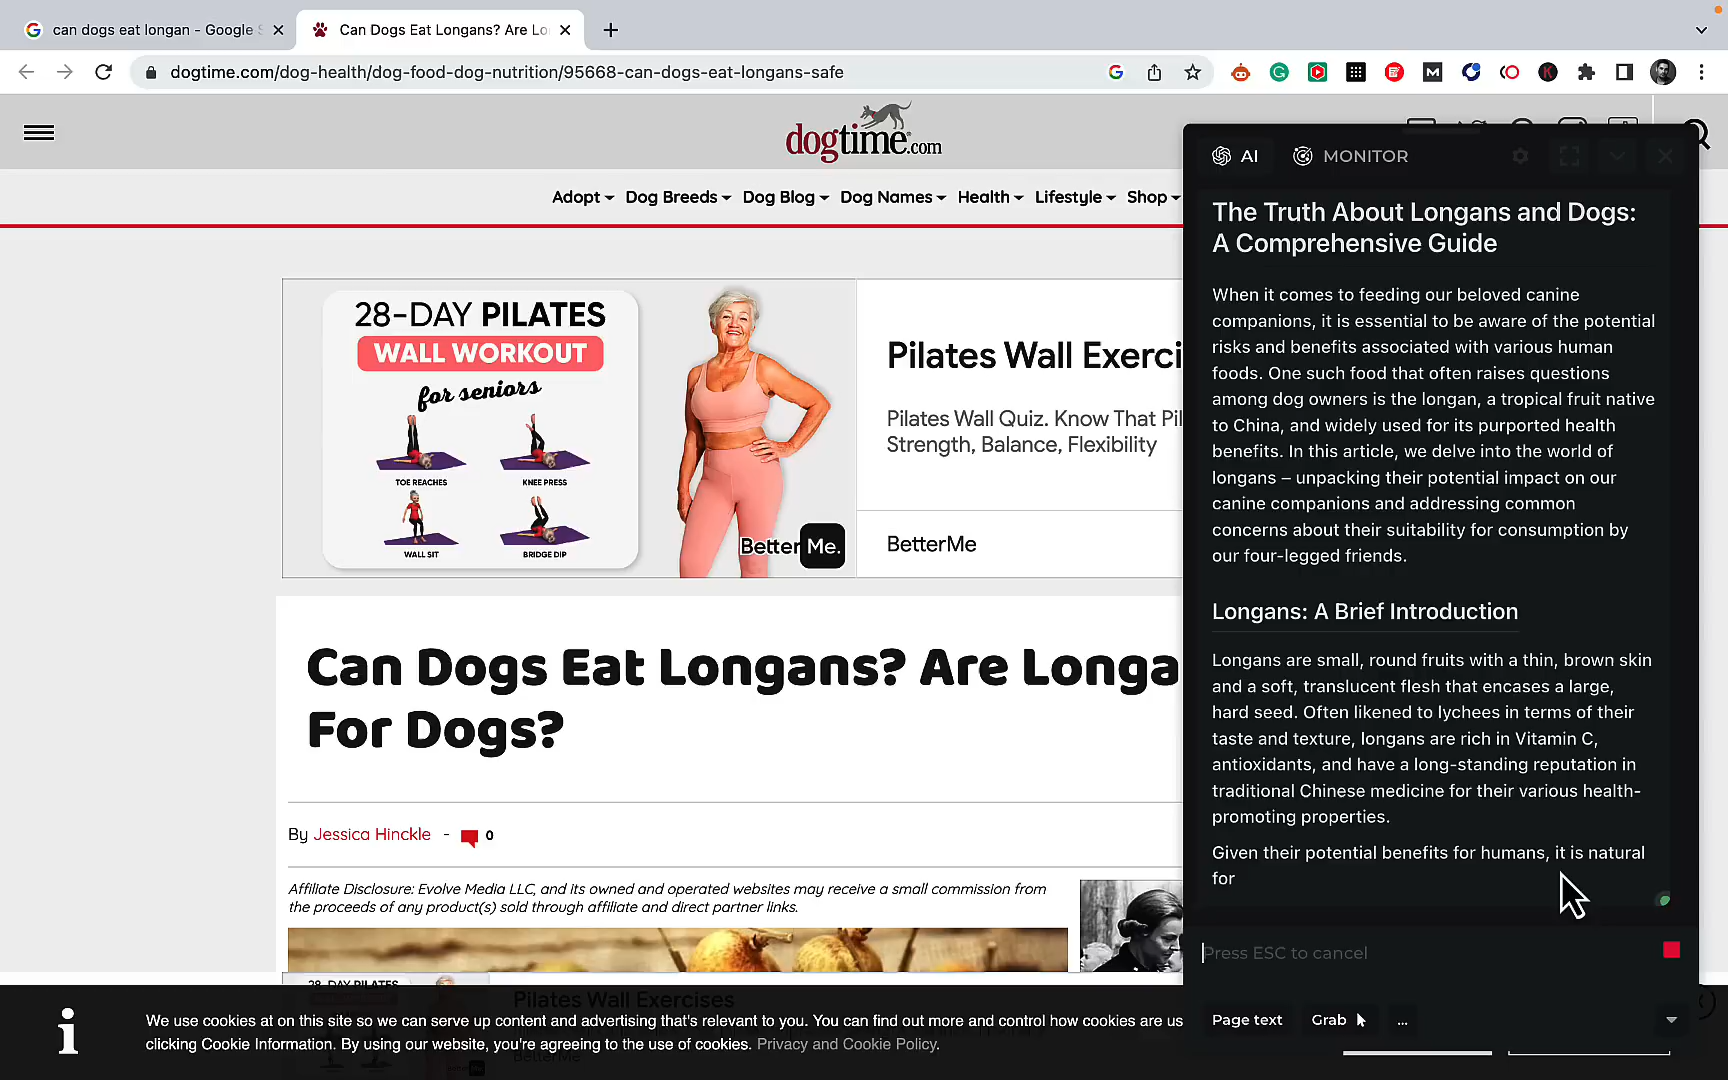 can dogs eat longan - Google S
Can Dogs Eat Longans? Are Lo
dogtime.com/dog-health/dog-food-dog-nutrition/95668-can-dogs-eat-longans-safe
dogtime.com
Adopt
Dog Breeds
Dog Blog
Dog Names
Health
Lifestyle
Shop
28-DAY PILATES
WALL WORKOUT
for seniors
TOE REACHES
KNEE PRESS
WALL SIT
BRIDGE DIP
BetterMe.
Pilates Wall Exerci
Pilates Wall Quiz. Know That Pil
Strength, Balance, Flexibility
BetterMe
Can Dogs Eat Longans? Are Longa
For Dogs?
By Jessica Hinckle - 0
Affiliate Disclosure: Evolve Media LLC, and its owned and operated websites may receive a small commission from
the proceeds of any product(s) sold through affiliate and direct partner links.
28-DAY PILATES
Pilates Wall Exercises
We use cookies at on this site so we can serve up content and advertising that's relevant to you. You can find out more and control how cookies are us
clicking Cookie Information. By using our website, you're agreeing to the use of cookies. Privacy and Cookie Policy.
BetterMe
AI
MONITOR
The Truth About Longans and Dogs:
A Comprehensive Guide
When it comes to feeding our beloved canine
companions, it is essential to be aware of the potential
risks and benefits associated with various human
foods. One such food that often raises questions
among dog owners is the longan, a tropical fruit native
to China, and widely used for its purported health
benefits. In this article, we delve into the world of
longans – unpacking their potential impact on our
canine companions and addressing common
concerns about their suitability for consumption by
our four-legged friends.
Longans: A Brief Introduction
Longans are small, round fruits with a thin, brown skin
and a soft, translucent flesh that encases a large,
hard seed. Often likened to lychees in terms of their
taste and texture, longans are rich in Vitamin C,
antioxidants, and have a long-standing reputation in
traditional Chinese medicine for their various health-
promoting properties.
Given their potential benefits for humans, it is natural
for
Press ESC to cancel
Page text
Grab
...